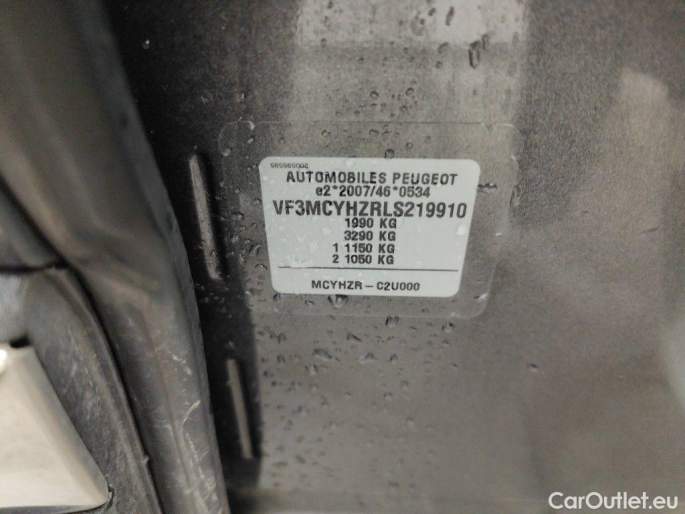 AUTOMOBILES PEUGEOT
e2*2007/46*0534
VF3MCYHZRLS219910
1990 KG
3290 KG
1 1150 KG
2 1050 KG
MCYHZR-C2U000
CarOutlet.eu